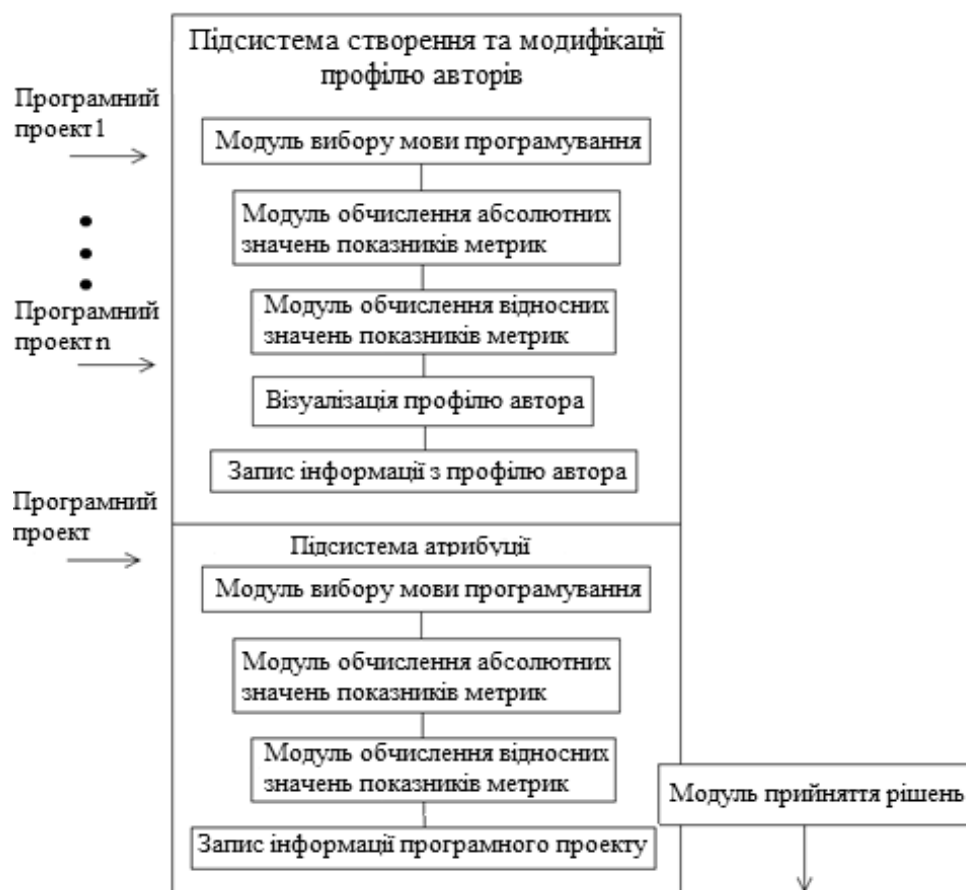 Підсистема створення та модифікації
профілю авторів
Програмний
проект 1
Модуль вибору мови програмування
Модуль обчислення абсолютних
значень показників метрик
Програмний
проект n
Модуль обчислення відносних
значень показників метрик
Візуалізація профілю автора
Запис інформації з профілю автора
Програмний
проект
Підсистема атрибуції
Модуль вибору мови програмування
Модуль обчислення абсолютних
значень показників метрик
Модуль обчислення відносних
значень показників метрик
Модуль прийняття рішень
Запис інформації програмного проекту